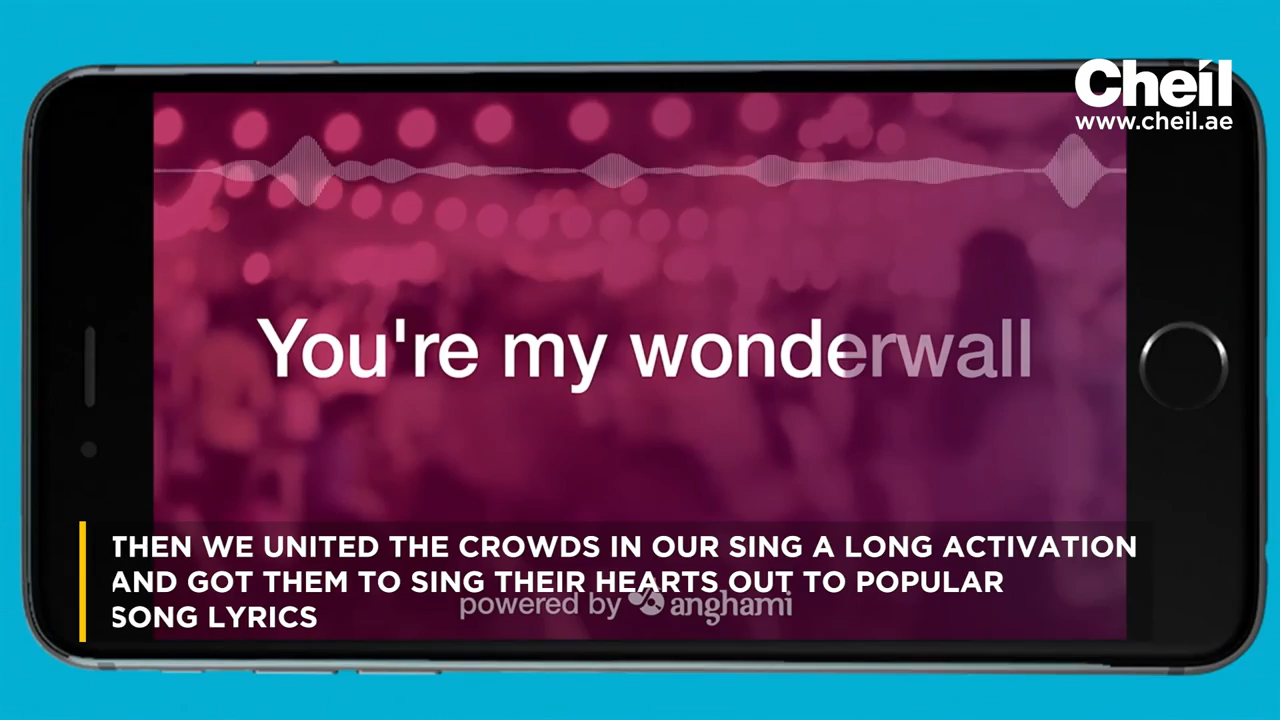 Cheil
www.cheil.ae
You're my wonderwall
THEN WE UNITED THE CROWDS IN OUR SING A LONG ACTIVATION
AND GOT THEM TO SING THEIR HEARTS OUT TO POPULAR
SONG LYRICS
powered by anghami